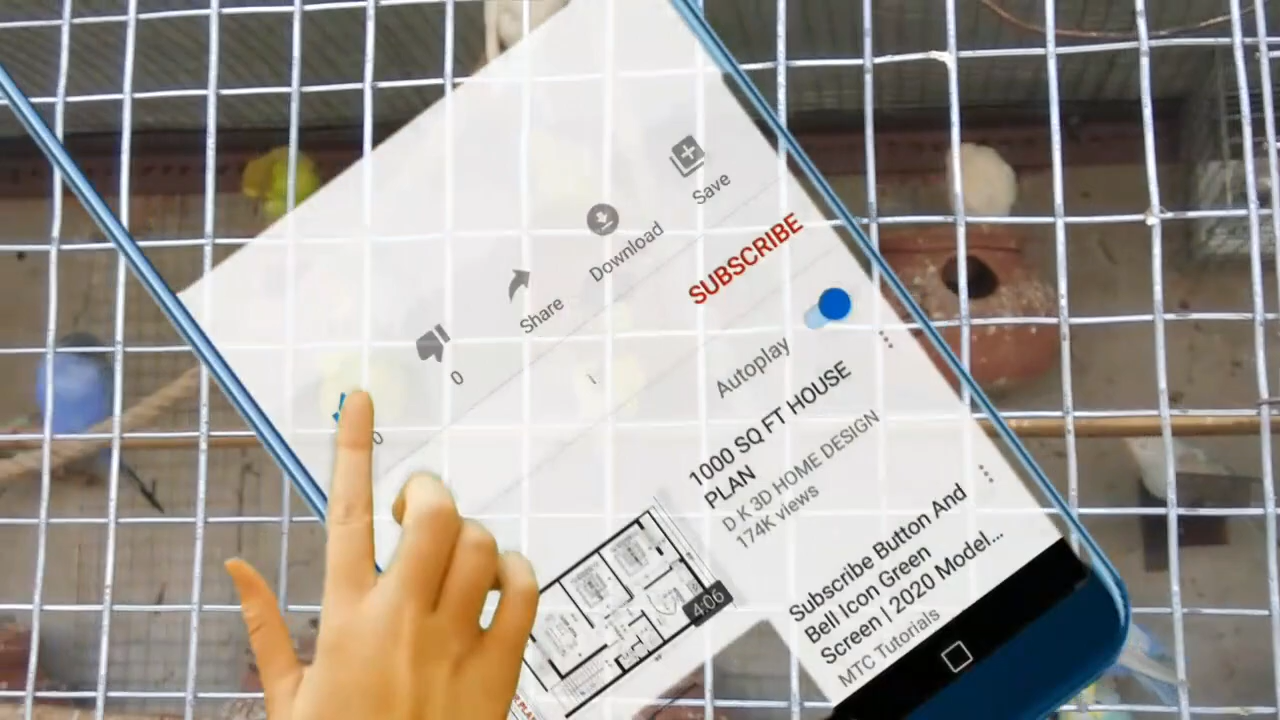 Save
Download
Share
0
0
SUBSCRIBE
Autoplay
1000 SQ FT HOUSE
PLAN
D K 3D HOME DESIGN
174K views
4:06
Subscribe Button And
Bell Icon Green
Screen | 2020 Model...
MTC Tutorials